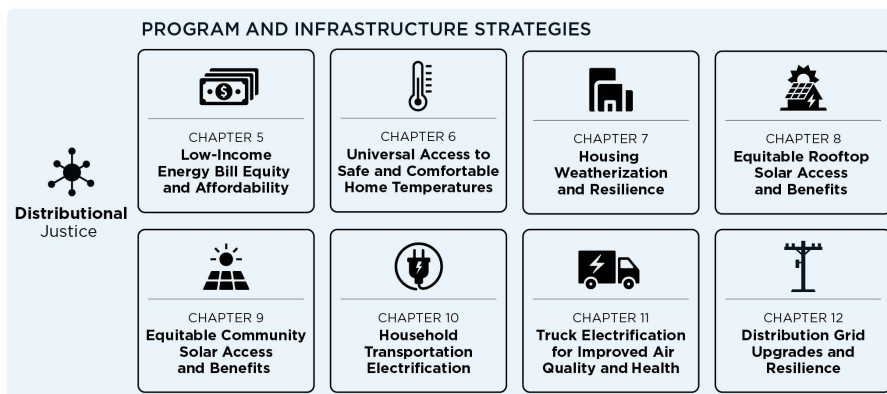 PROGRAM AND INFRASTRUCTURE STRATEGIES
Distributional
Justice
CHAPTER 5
Low-Income
Energy Bill Equity
and Affordability
CHAPTER 6
Universal Access to
Safe and Comfortable
Home Temperatures
CHAPTER 7
Housing
Weatherization
and Resilience
CHAPTER 8
Equitable Rooftop
Solar Access
and Benefits
CHAPTER 9
Equitable Community
Solar Access
and Benefits
CHAPTER 10
Household
Transportation
Electrification
CHAPTER 11
Truck Electrification
for Improved Air
Quality and Health
CHAPTER 12
Distribution Grid
Upgrades and
Resilience